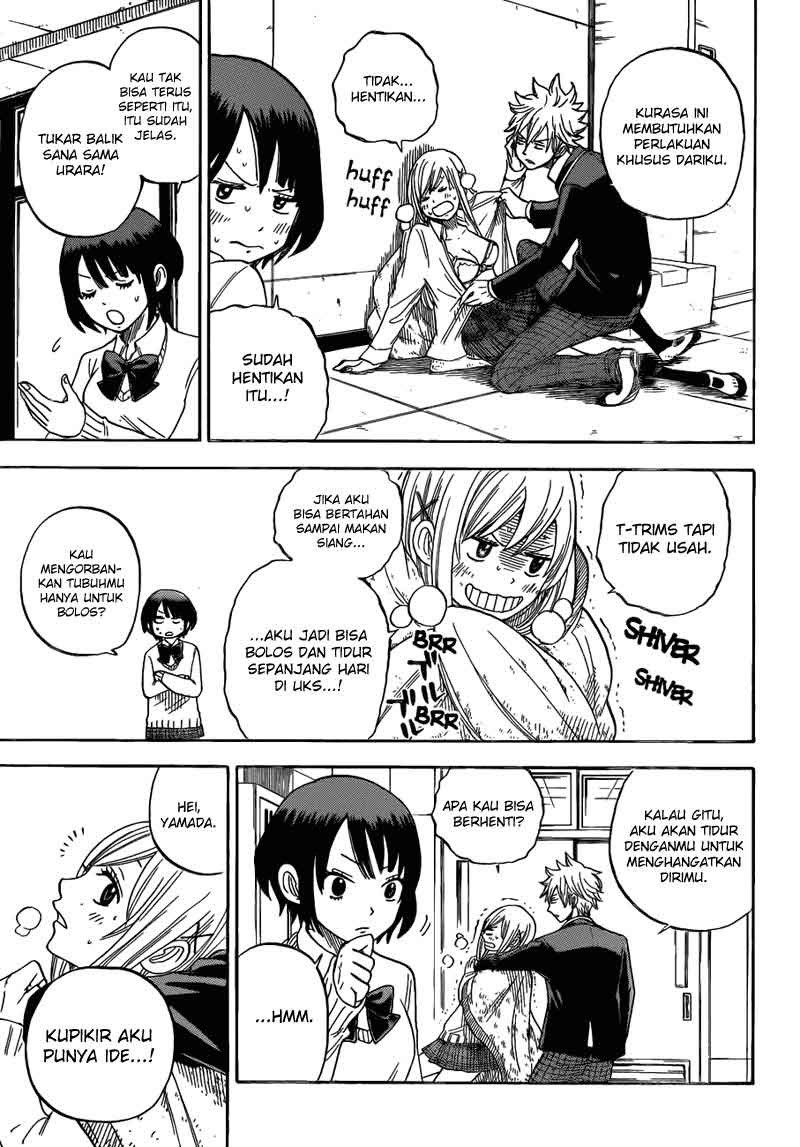 KURASA INI
MEMBUTUHKAN
PERLAKUAN
KHUSUS DARIKU.
TIDAK...
HENTIKAN...
huff
huff
SUDAH
HENTIKAN
ITU...!
KAU TAK
BISA TERUS
SEPERTI ITU,
ITU SUDAH
JELAS.
TUKAR BALIK
SANA SAMA
URARA!
T-TRIMS TAPI
TIDAK USAH.
SHIVER
SHIVER
JIKA AKU
BISA BERTAHAN
SAMPAI MAKAN
SIANG...
...AKU JADI BISA
BOLOS DAN TIDUR
SEPANJANG HARI
DI UKS...!
BRR
ブル
ブル
BRR
KAU
MENGORBAN-
KAN TUBUHMU
HANYA UNTUK
BOLOS?
KALAU GITU,
AKU AKAN TIDUR
DENGANMU UNTUK
MENGHANGATKAN
DIRIMU.
APA KAU BISA
BERHENTI?
...HMM.
HEI,
YAMADA.
KUPIKIR AKU
PUNYA IDE...!